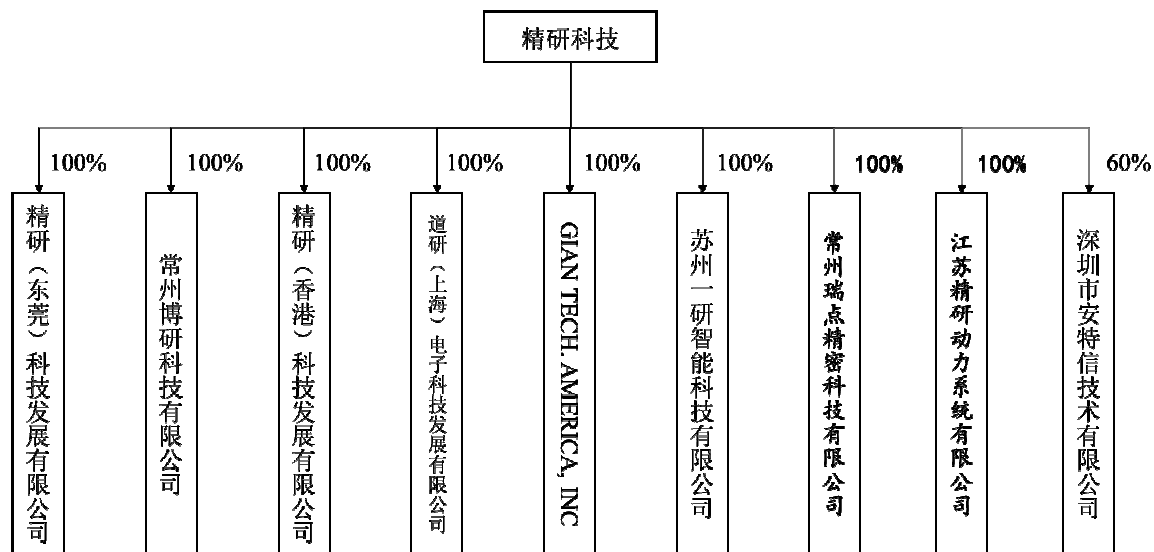 精研科技
100%
100%
100%
100%
100%
100%
100%
100%
60%
精研（东莞）科技发展有限公司
常州博研科技有限公司
精研（香港）科技发展有限公司
道研（上海）电子科技发展有限公司
GIAN TECH. AMERICA, INC
苏州一研智能科技有限公司
常州瑞点精密科技有限公司
江苏精研动力系统有限公司
深圳市安特信技术有限公司